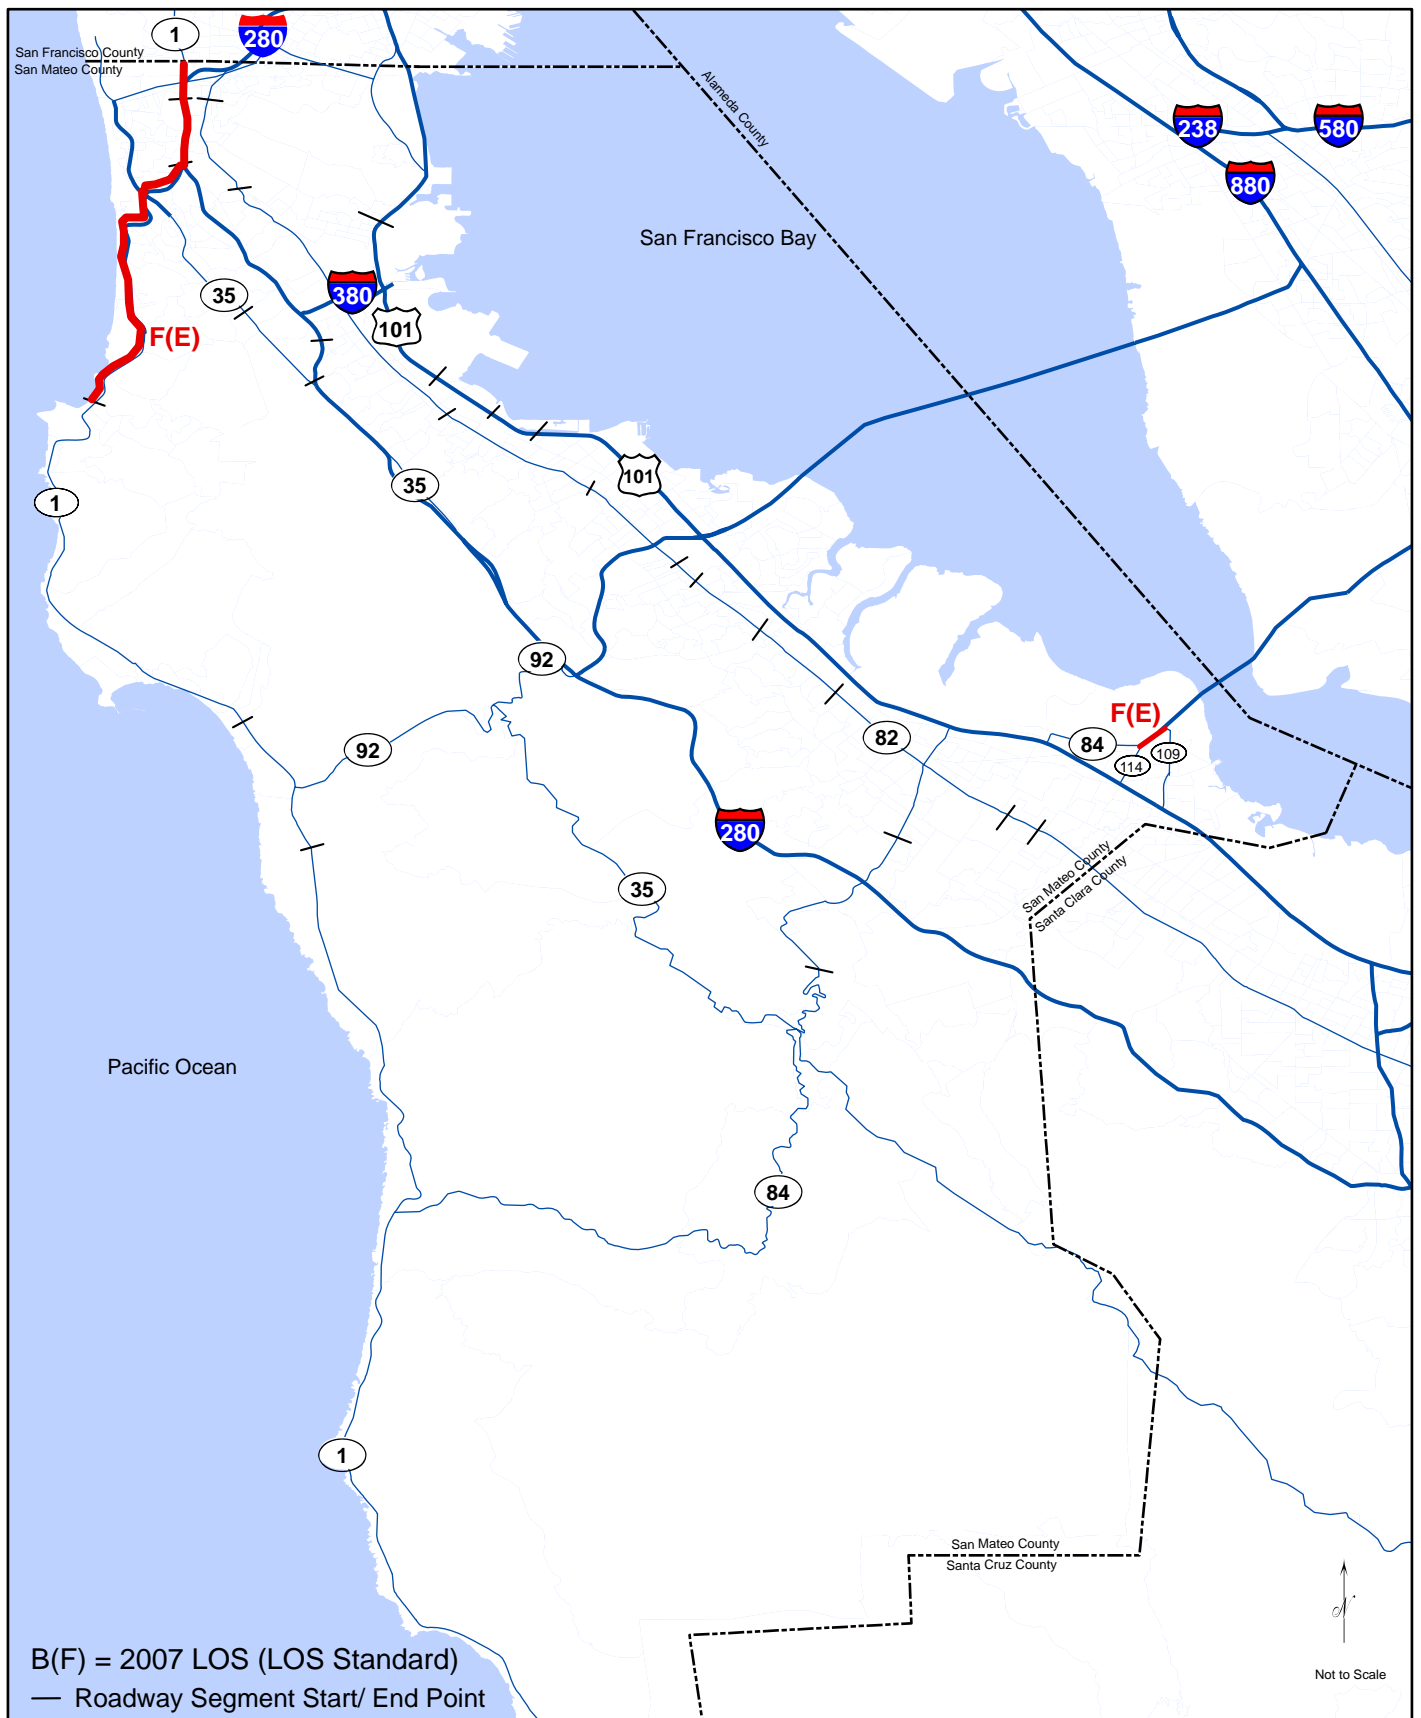 1
280
San Francisco County
San Mateo County
Alameda County
238
580
880
San Francisco Bay
35
380
101
F(E)
1
35
101
92
92
82
F(E)
84
114
109
280
San Mateo County
Santa Clara County
35
Pacific Ocean
84
1
San Mateo County
Santa Cruz County
N
Not to Scale
B(F) = 2007 LOS (LOS Standard)
Roadway Segment Start/ End Point